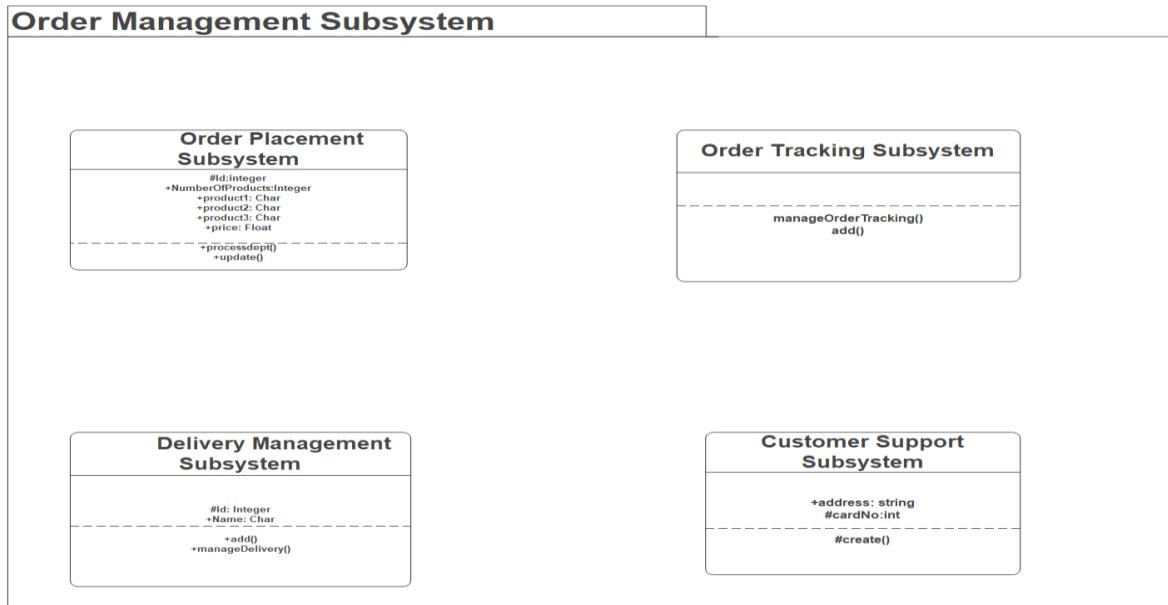 Order Management Subsystem
Order Placement
Subsystem
#Id:integer
+NumberOfProducts:Integer
+product1: Char
+product2: Char
+product3: Char
+price: Float
+processdept()
+update()
Order Tracking Subsystem
manageOrderTracking()
add()
Delivery Management
Subsystem
#Id: Integer
+Name: Char
+add()
+manageDelivery()
Customer Support
Subsystem
+address: string
#cardNo:int
#create()